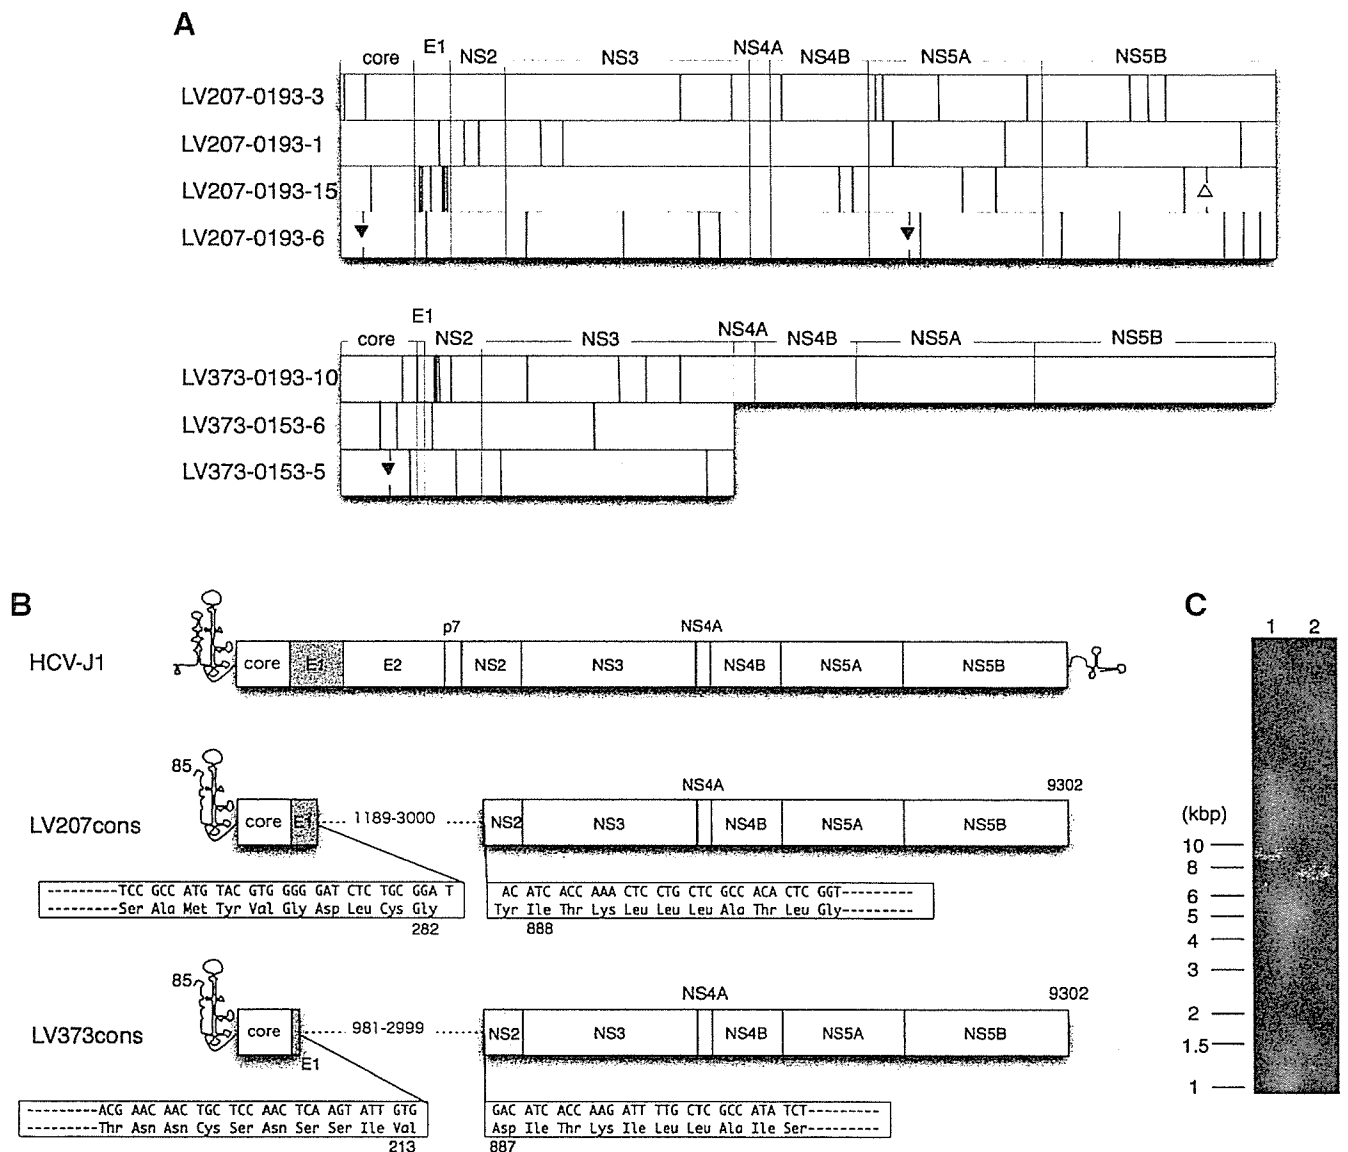 A
core E1 NS2 NS3 NS4A NS4B NS5A NS5B
LV207-0193-3
LV207-0193-1
LV207-0193-15
LV207-0193-6
core E1 NS2 NS3 NS4A NS4B NS5A NS5B
LV373-0193-10
LV373-0153-6
LV373-0153-5
B
p7 NS4A
HCV-J1 core E1 E2 NS2 NS3 NS4B NS5A NS5B
85 NS4A 9302
LV207cons core E1 1189-3000 NS2 NS3 NS4B NS5A NS5B
---------TCC GCC ATG TAC GTG GGG GAT CTC TGC GGA T
---------Ser Ala Met Tyr Val Gly Asp Leu Cys Gly
282
AC ATC ACC AAA CTC CTG CTC GCC ACA CTC GGT---------
Tyr Ile Thr Lys Leu Leu Leu Ala Thr Leu Gly---------
888
85 NS4A 9302
LV373cons core 981-2999 NS2 NS3 NS4B NS5A NS5B
E1
---------ACG AAC AAC TGC TCC AAC TCA AGT ATT GTG
---------Thr Asn Asn Cys Ser Asn Ser Ser Ile Val
213
GAC ATC ACC AAG ATT TTG CTC GCC ATA TCT---------
Asp Ile Thr Lys Ile Leu Leu Ala Ile Ser---------
887
C
1 2
(kbp)
10
8
6
5
4
3
2
1.5
1